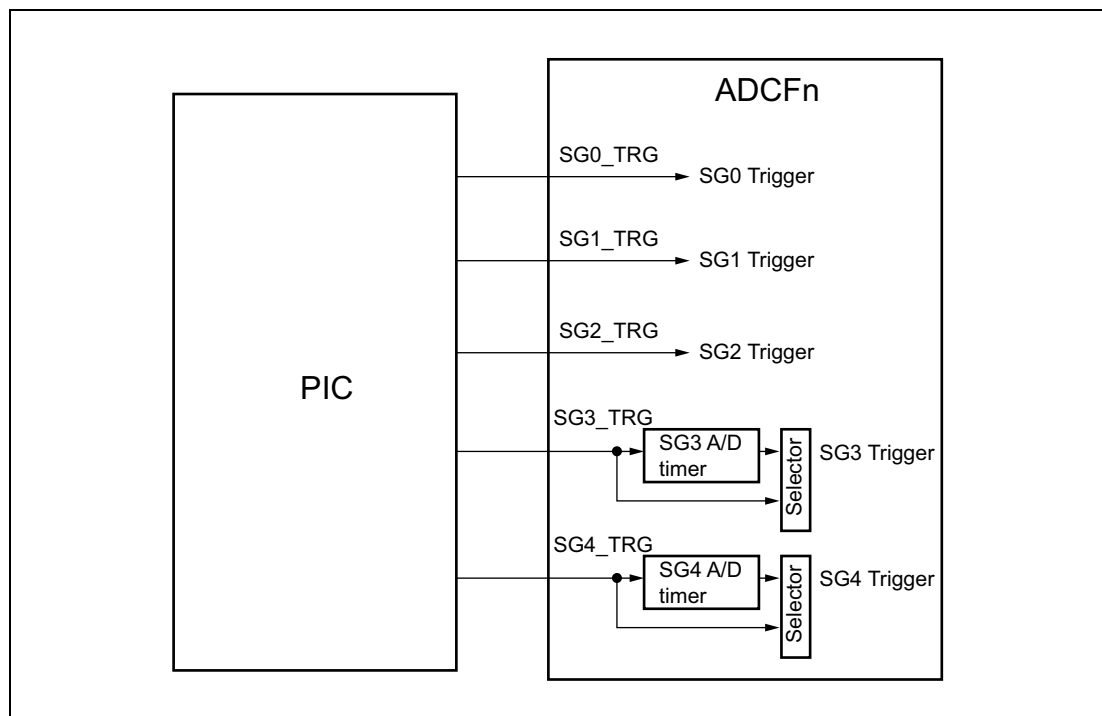 ADCFn
SG0_TRG
SG0 Trigger
SG1_TRG
SG1 Trigger
SG2_TRG
SG2 Trigger
PIC
SG3_TRG
SG3 A/D
timer
Selector
SG3 Trigger
SG4_TRG
SG4 A/D
timer
Selector
SG4 Trigger